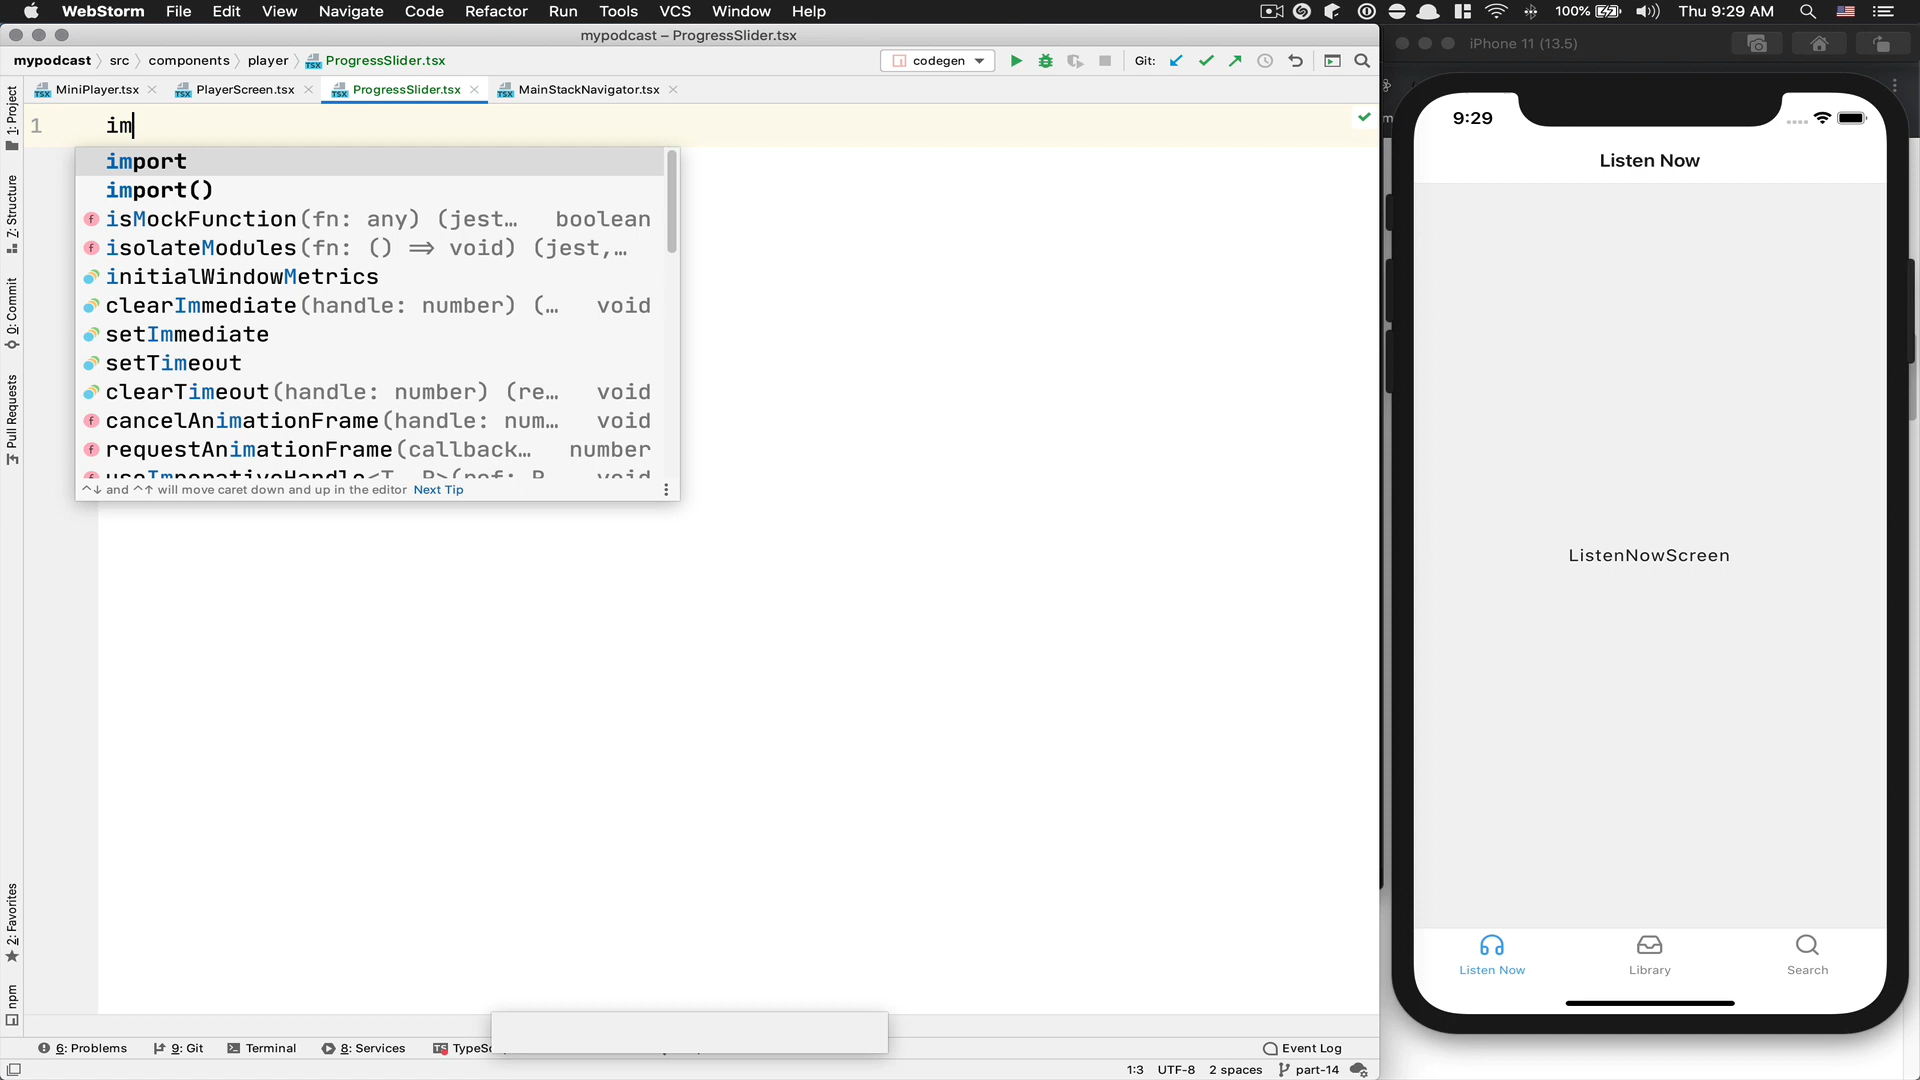 WebStorm File Edit View Navigate Code Refactor Run Tools VCS Window Help 100% Thu 9:29 AM
mypodcast – ProgressSlider.tsx
iPhone 11 (13.5)
mypodcast src components player ProgressSlider.tsx codegen Git:
MiniPlayer.tsx PlayerScreen.tsx ProgressSlider.tsx MainStackNavigator.tsx
1: Project
Z: Structure
0: Commit
Pull Requests
2: Favorites
npm
1 im
import
import()
isMockFunction(fn: any) (jest… boolean
isolateModules(fn: () => void) (jest,…
initialWindowMetrics
clearImmediate(handle: number) (… void
setImmediate
setTimeout
clearTimeout(handle: number) (re… void
cancelAnimationFrame(handle: num… void
requestAnimationFrame(callback… number
useImperativeHandle<T, R>(ref: R… void
^↓ and ^↑ will move caret down and up in the editor Next Tip
9:29
Listen Now
ListenNowScreen
Listen Now Library Search
6: Problems 9: Git Terminal 8: Services Event Log
1:3 UTF-8 2 spaces part-14